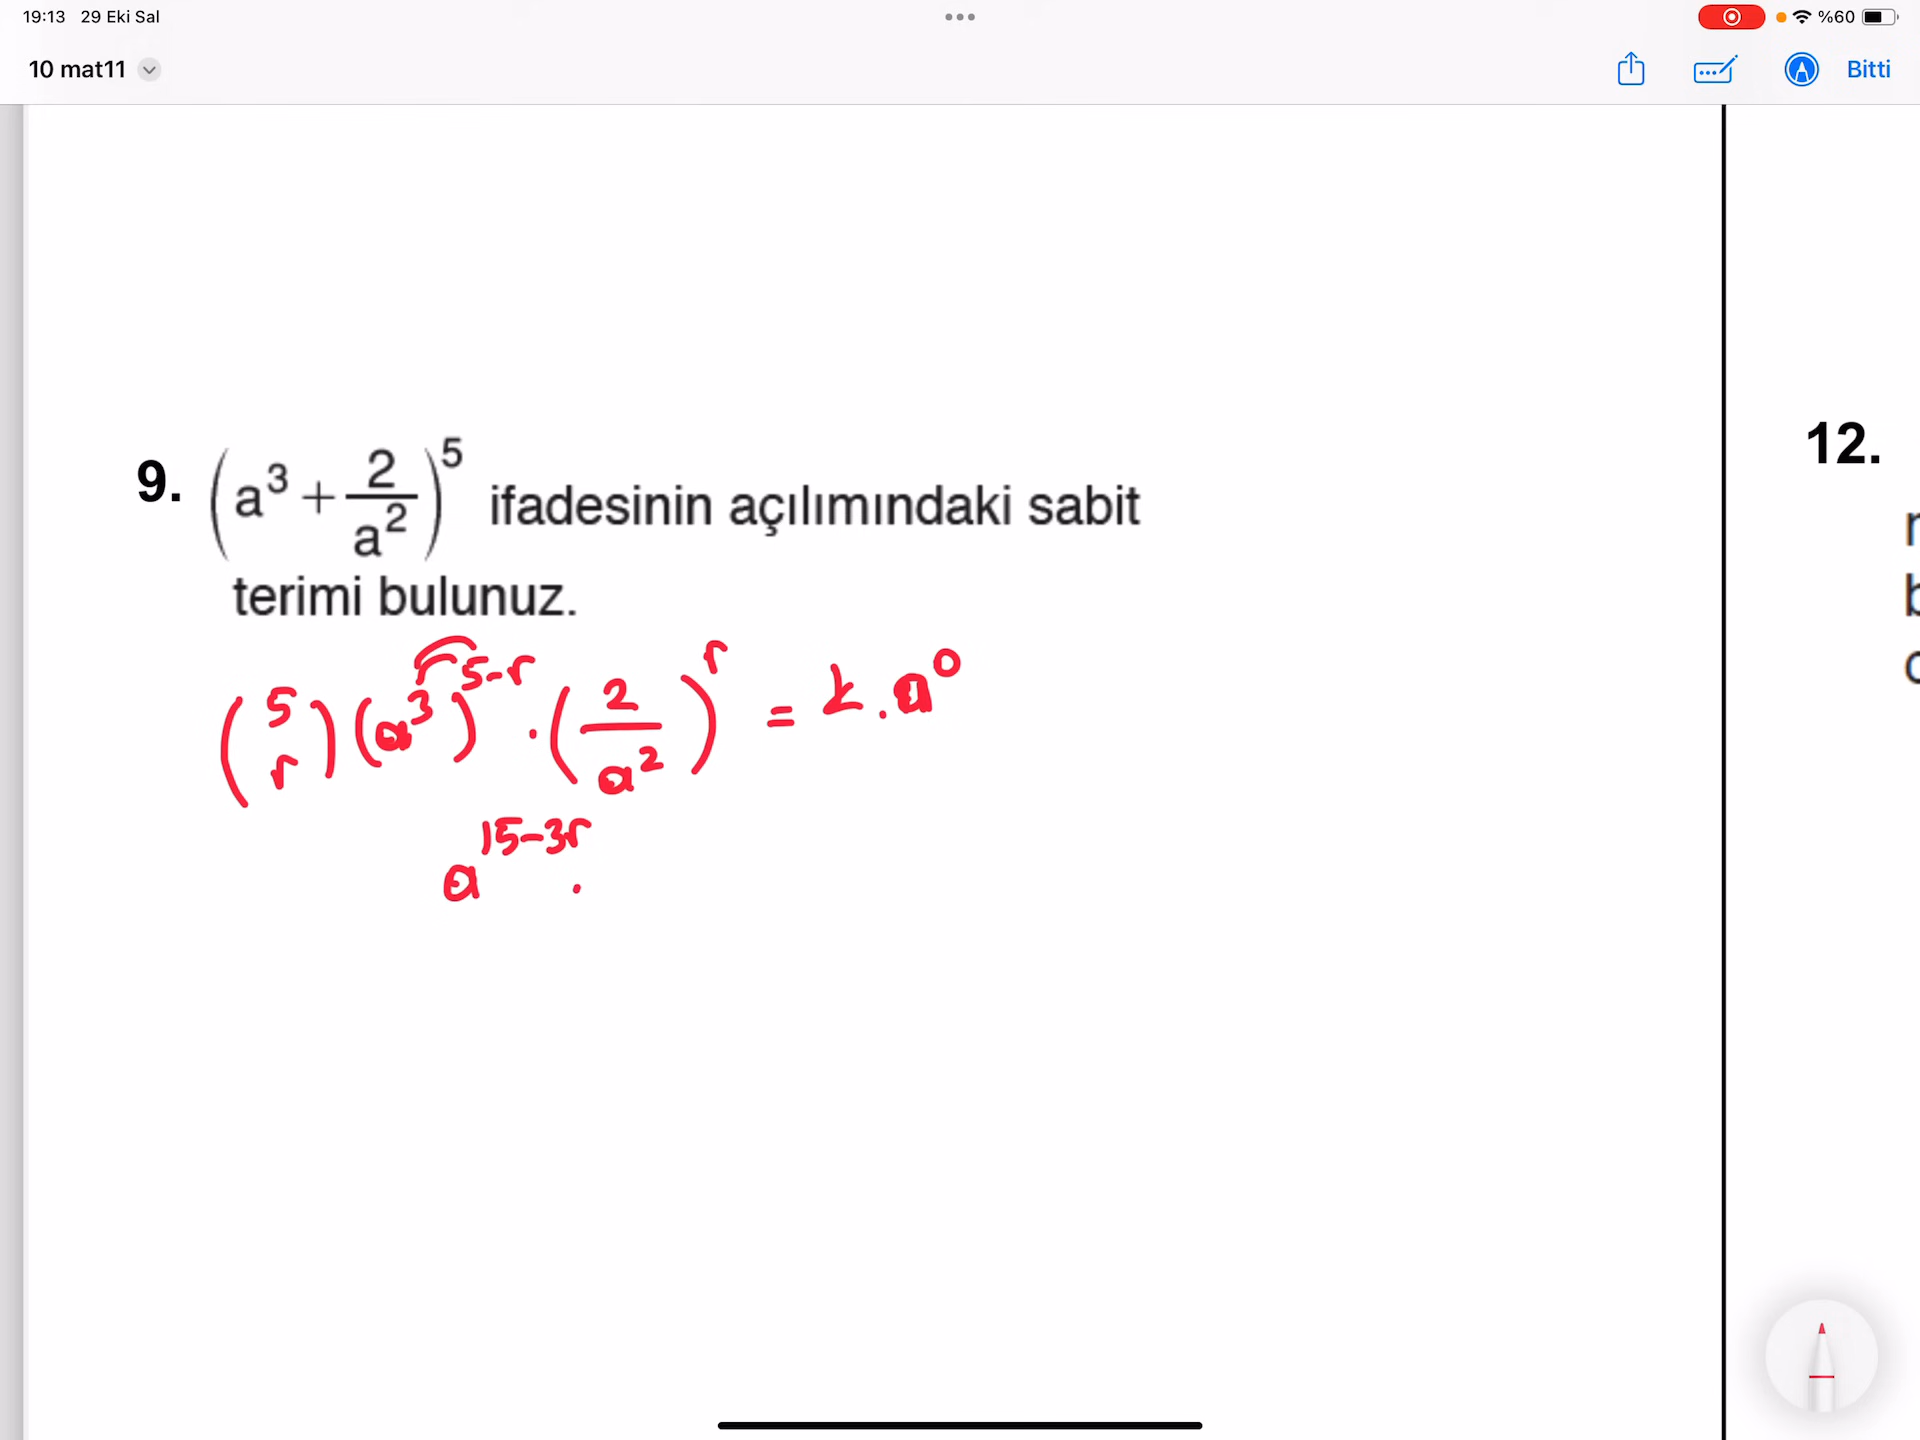 19:13 29 Eki Sal
%60
10 mat11
Bitti
9. (a³ + 2/a²)⁵ ifadesinin açılımındaki sabit
terimi bulunuz.
12.
(5 r)(a³)⁵⁻ʳ · (2/a²)ʳ = k . a⁰
a¹⁵⁻³ʳ .